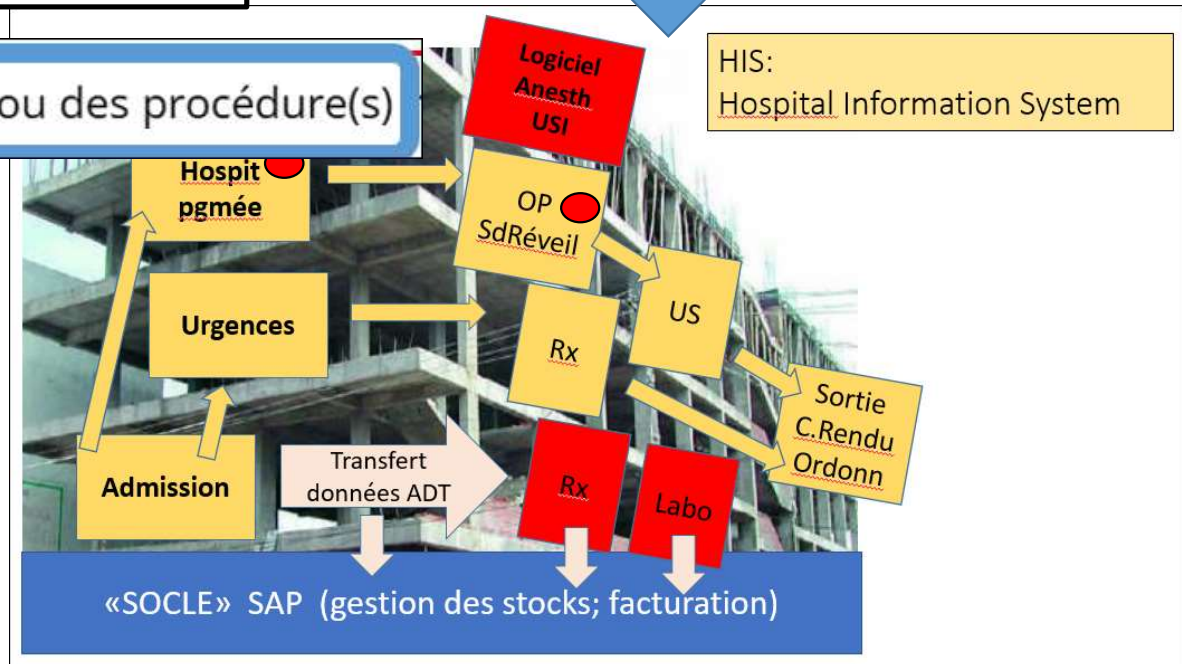 ou des procédure(s)
Logiciel
Anesth
USI
HIS:
Hospital Information System
Hospit
pgmée
OP
SdRéveil
Urgences
Rx
US
Sortie
C.Rendu
Ordonn
Admission
Transfert
données ADT
Rx
Labo
«SOCLE» SAP (gestion des stocks; facturation)